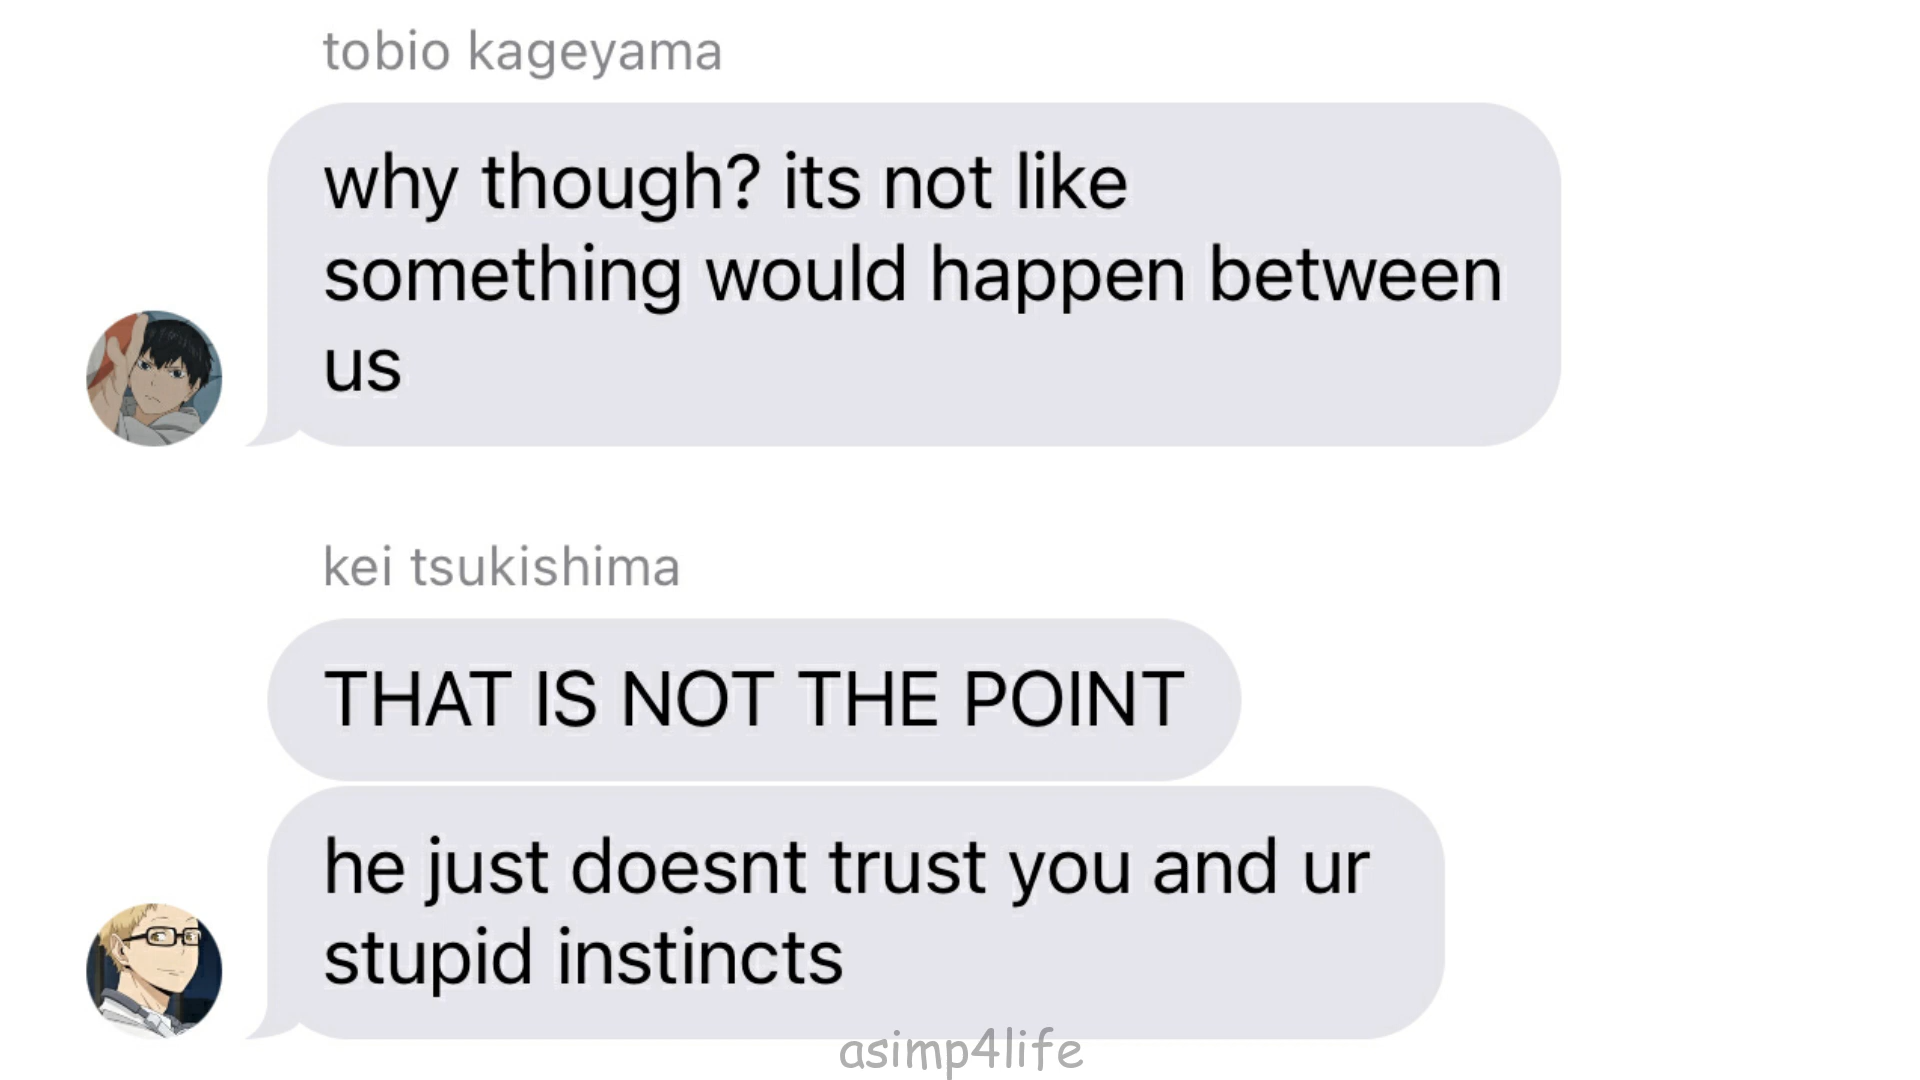 tobio kageyama
why though? its not like
something would happen between
us
kei tsukishima
THAT IS NOT THE POINT
he just doesnt trust you and ur
stupid instincts
asimp4life